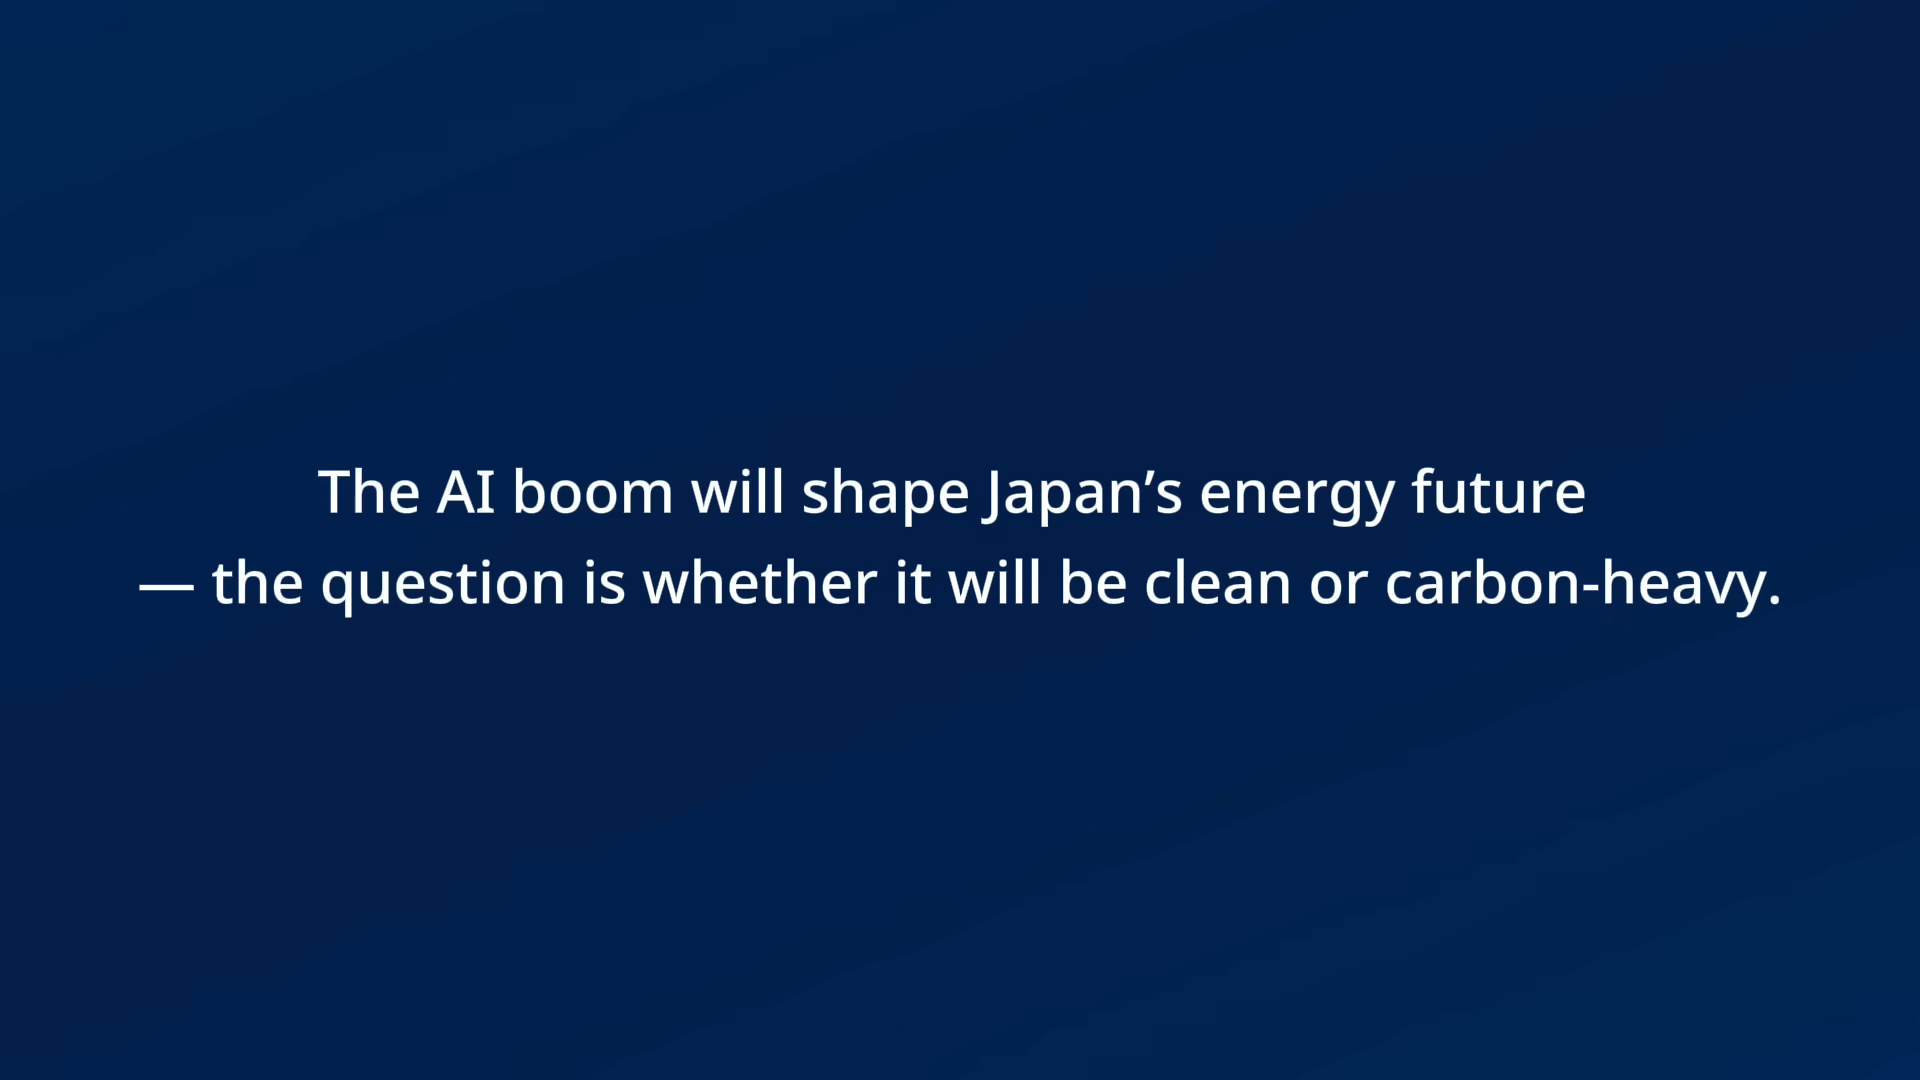 The AI boom will shape Japan’s energy future
— the question is whether it will be clean or carbon-heavy.